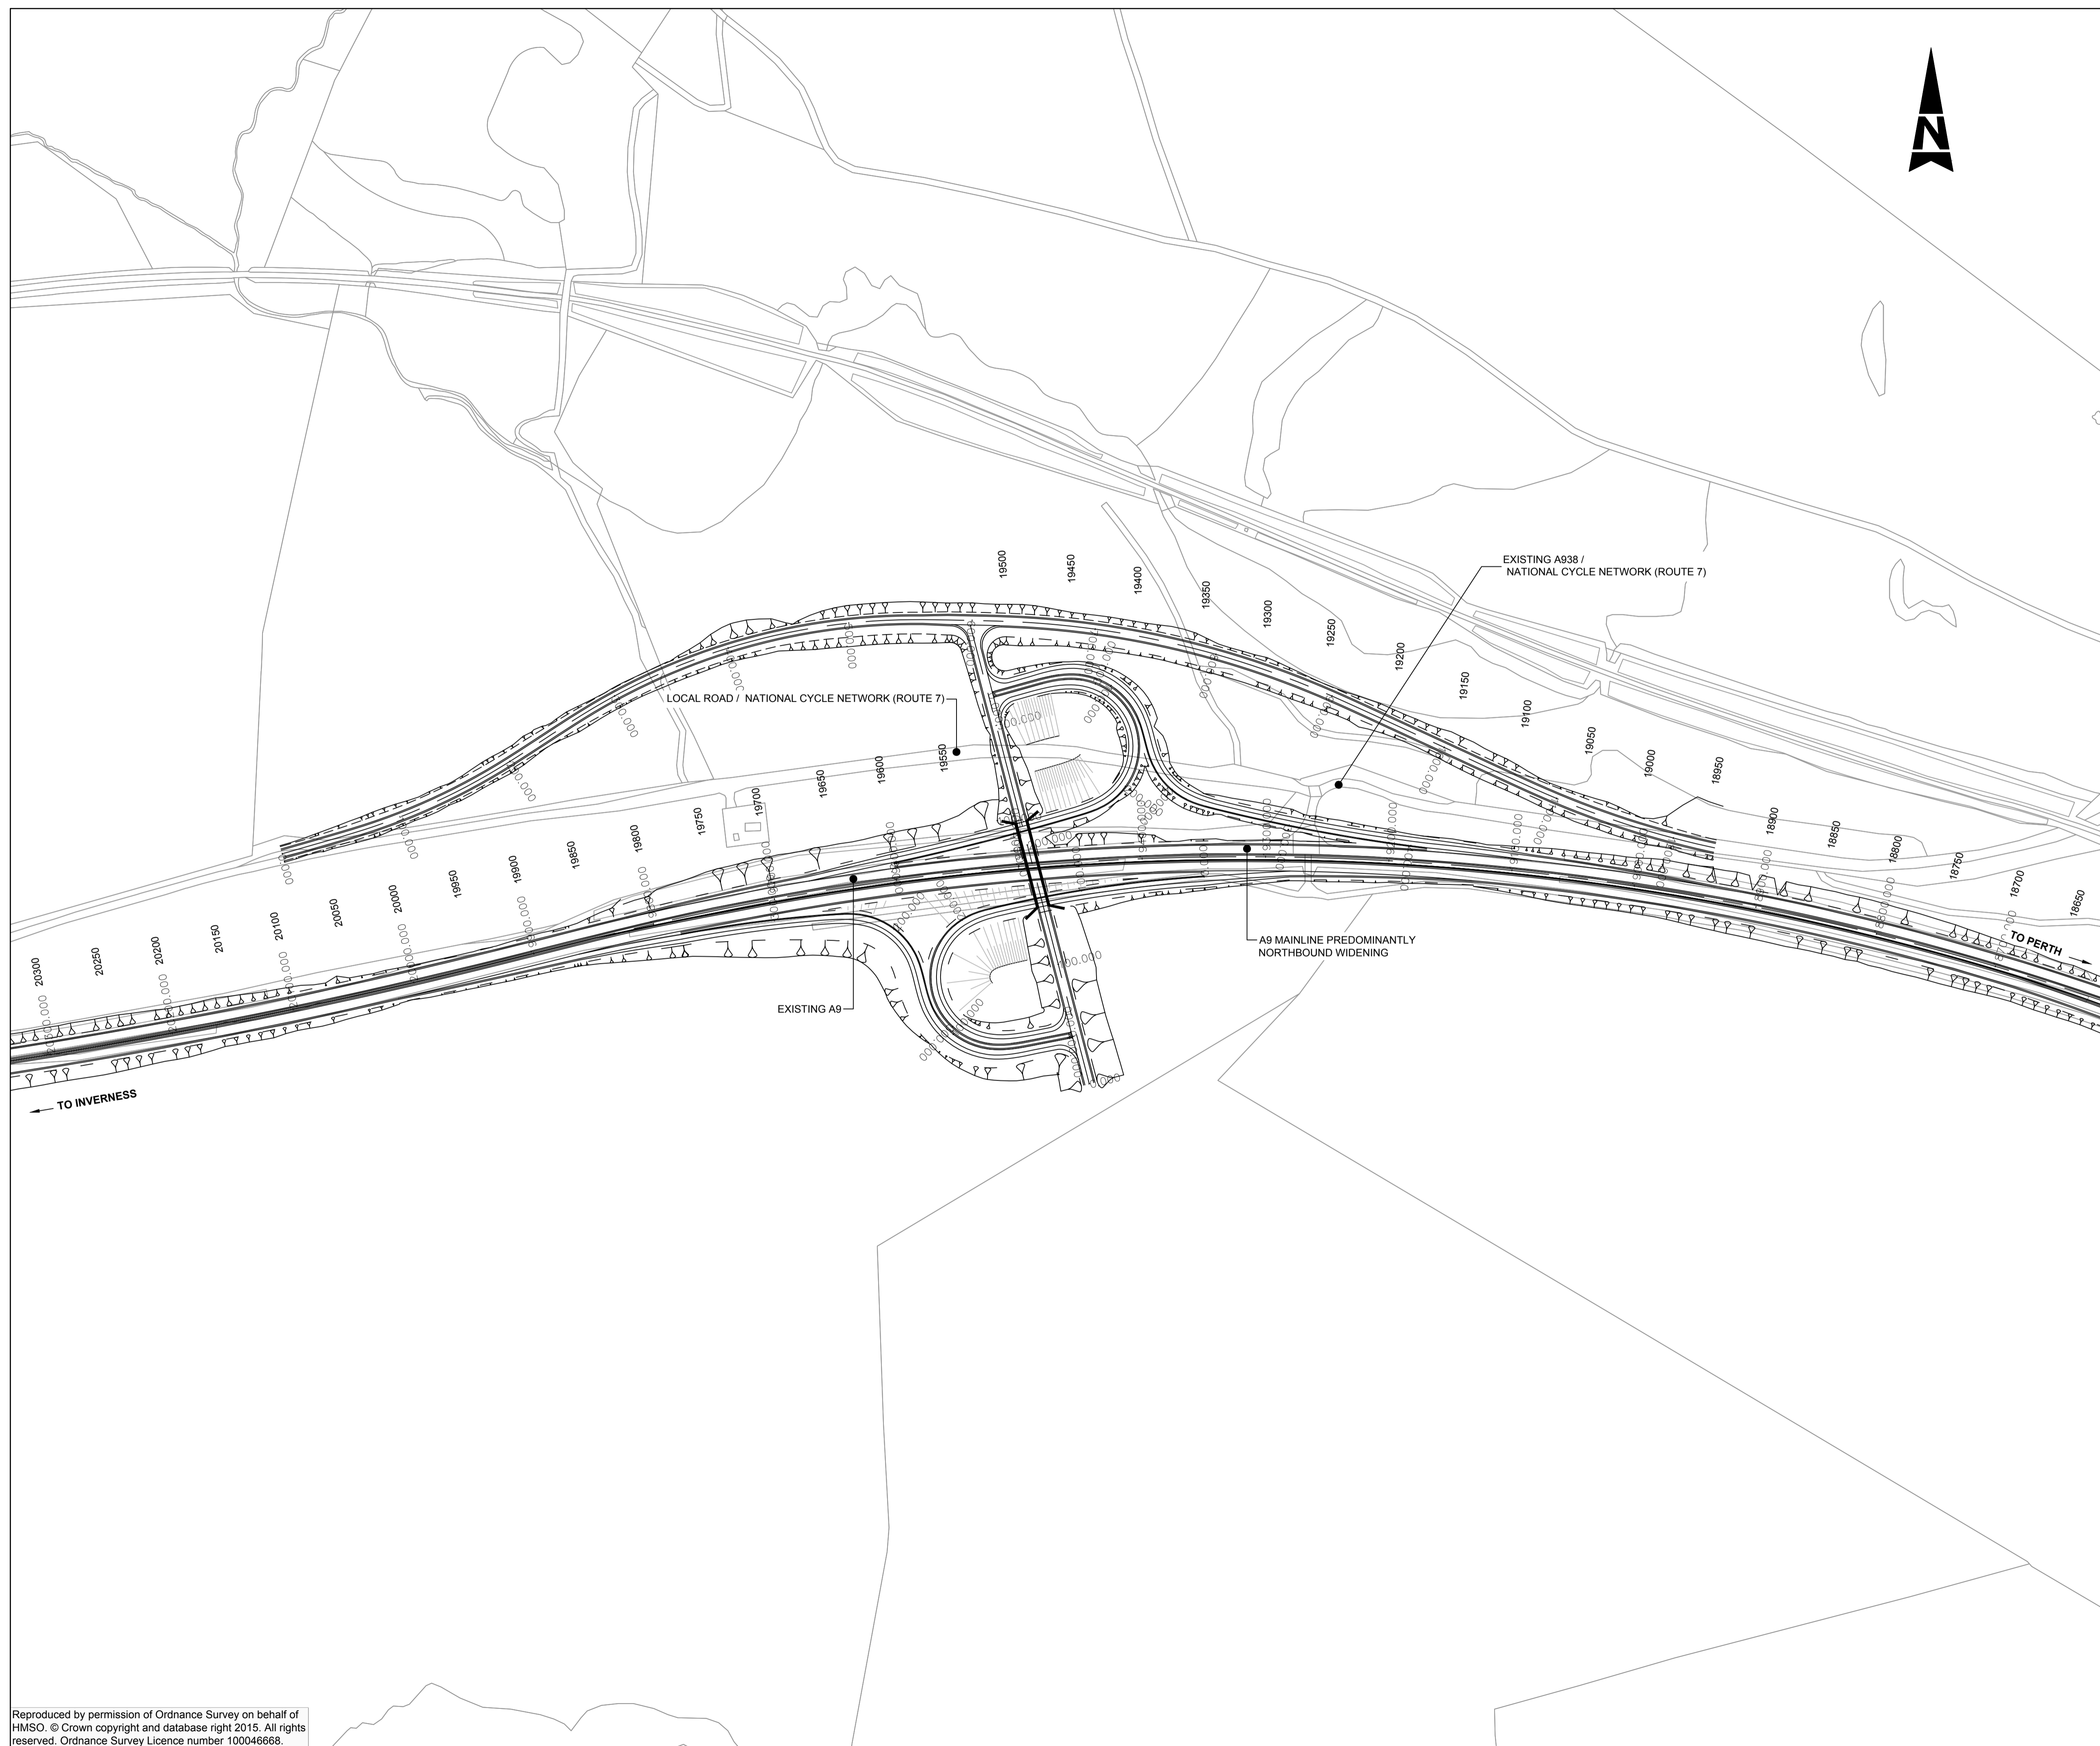 N
EXISTING A938 /
NATIONAL CYCLE NETWORK (ROUTE 7)
19500
19450
19400
19350
19300
19250
19200
19150
19100
19050
19000
18950
18900
18850
18800
18750
18700
18650
LOCAL ROAD / NATIONAL CYCLE NETWORK (ROUTE 7)
19550
19600
19650
19700
19750
19800
19850
19900
19950
20000
20050
20100
20150
20200
20250
20300
A9 MAINLINE PREDOMINANTLY
NORTHBOUND WIDENING
EXISTING A9
TO PERTH
TO INVERNESS
Reproduced by permission of Ordnance Survey on behalf of
HMSO. © Crown copyright and database right 2015. All rights
reserved. Ordnance Survey Licence number 100046668.